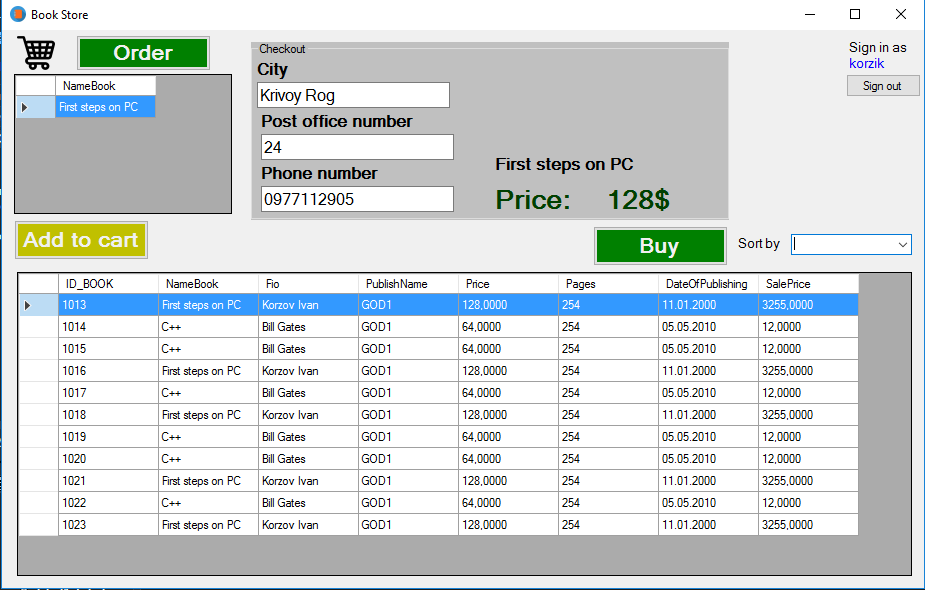 Book Store
Order
Checkout
Sign in as
korzik
Sign out
City
Krivoy Rog
NameBook
First steps on PC
Post office number
24
Phone number
0977112905
First steps on PC
Price: 128$
Add to cart
Buy
Sort by
ID_BOOK NameBook Fio PublishName Price Pages DateOfPublishing SalePrice
1013 First steps on PC Korzov Ivan GOD1 128,0000 254 11.01.2000 3255,0000
1014 C++ Bill Gates GOD1 64,0000 254 05.05.2010 12,0000
1015 C++ Bill Gates GOD1 64,0000 254 05.05.2010 12,0000
1016 First steps on PC Korzov Ivan GOD1 128,0000 254 11.01.2000 3255,0000
1017 C++ Bill Gates GOD1 64,0000 254 05.05.2010 12,0000
1018 First steps on PC Korzov Ivan GOD1 128,0000 254 11.01.2000 3255,0000
1019 C++ Bill Gates GOD1 64,0000 254 05.05.2010 12,0000
1020 C++ Bill Gates GOD1 64,0000 254 05.05.2010 12,0000
1021 First steps on PC Korzov Ivan GOD1 128,0000 254 11.01.2000 3255,0000
1022 C++ Bill Gates GOD1 64,0000 254 05.05.2010 12,0000
1023 First steps on PC Korzov Ivan GOD1 128,0000 254 11.01.2000 3255,0000